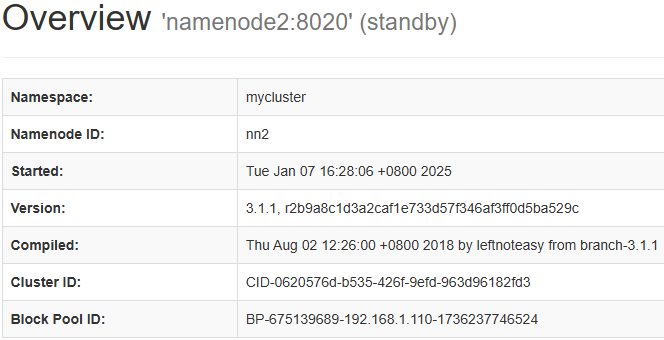 Overview 'namenode2:8020' (standby)
Namespace: mycluster
Namenode ID: nn2
Started: Tue Jan 07 16:28:06 +0800 2025
Version: 3.1.1, r2b9a8c1d3a2caf1e733d57f346af3ff0d5ba529c
Compiled: Thu Aug 02 12:26:00 +0800 2018 by leftnoteasy from branch-3.1.1
Cluster ID: CID-0620576d-b535-426f-9efd-963d96182fd3
Block Pool ID: BP-675139689-192.168.1.110-1736237746524